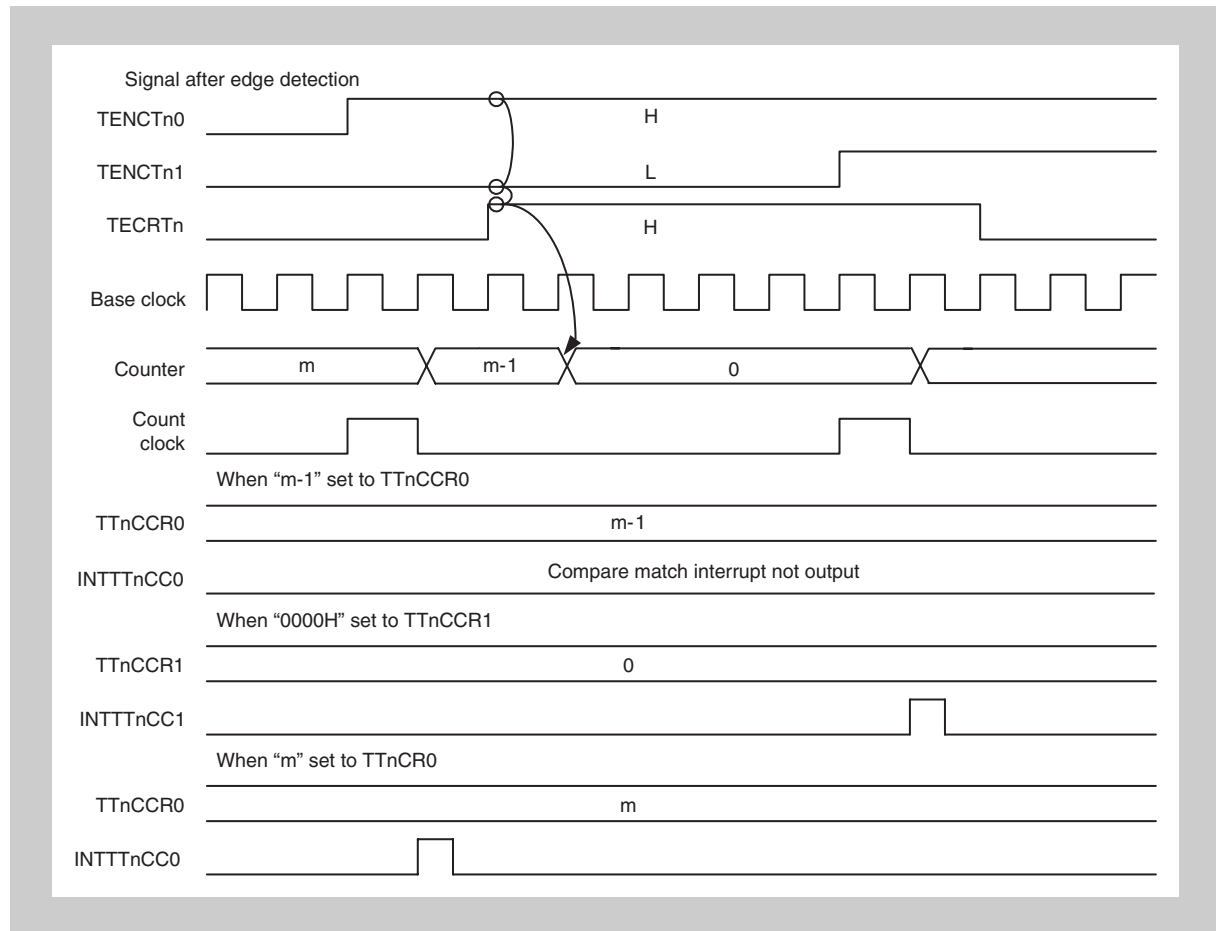 Signal after edge detection
TENCTn0
H
TENCTn1
L
TECRTn
H
Base clock
Counter
m
m-1
0
Count
clock
When “m-1” set to TTnCCR0
TTnCCR0
m-1
INTTTnCC0
Compare match interrupt not output
When “0000H” set to TTnCCR1
TTnCCR1
0
INTTTnCC1
When “m” set to TTnCR0
TTnCCR0
m
INTTTnCC0